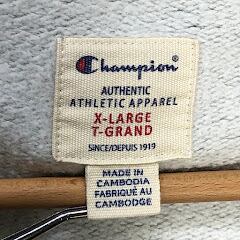 Champion
AUTHENTIC
ATHLETIC APPAREL
X-LARGE
T-GRAND
SINCE/DEPUIS 1919
MADE IN
CAMBODIA
FABRIQUÉ AU
CAMBODGE